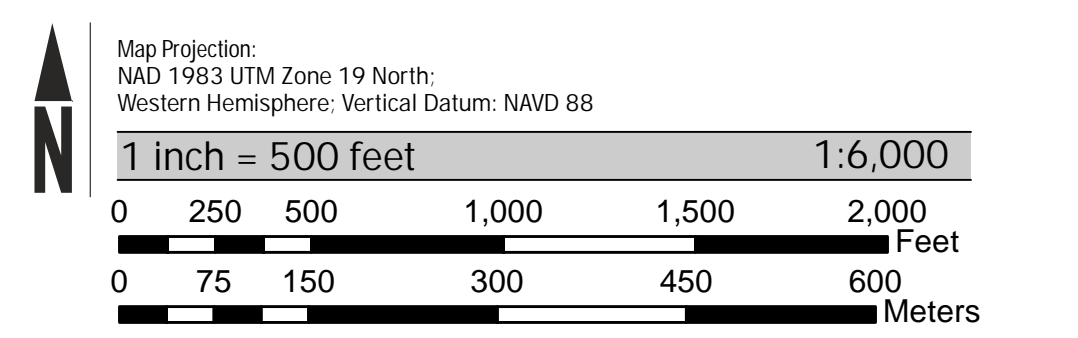 N
Map Projection:
NAD 1983 UTM Zone 19 North;
Western Hemisphere; Vertical Datum: NAVD 88
1 inch = 500 feet 1:6,000
0 250 500 1,000 1,500 2,000
Feet
0 75 150 300 450 600
Meters